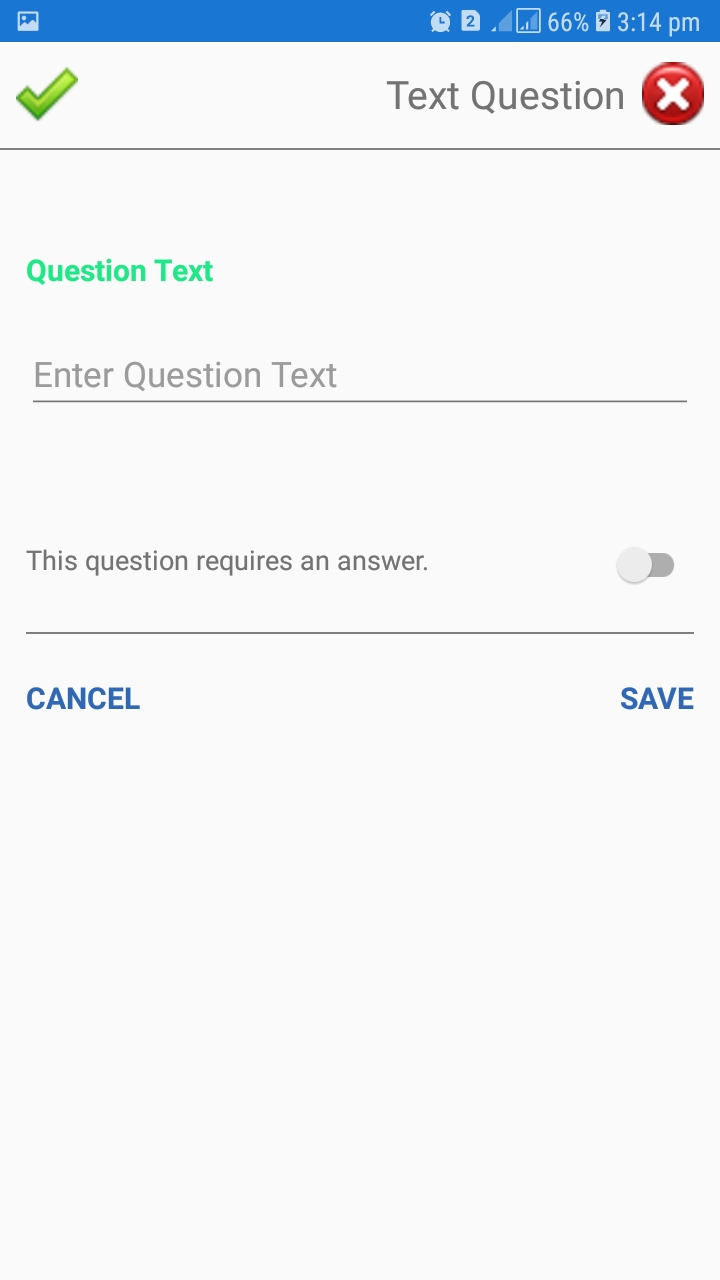 2 66% 3:14 pm
Text Question
Question Text
Enter Question Text
This question requires an answer.
CANCEL SAVE